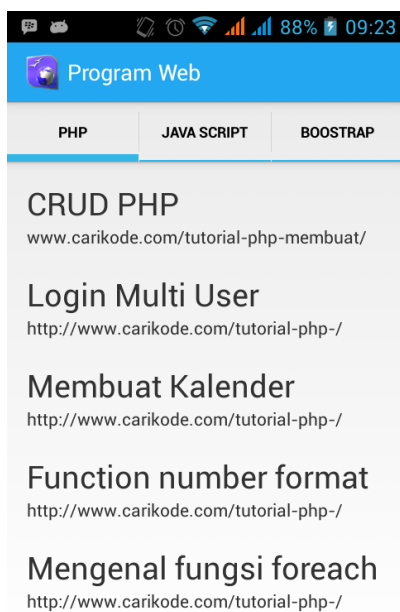 88% 09:23
Program Web
PHP JAVA SCRIPT BOOSTRAP
CRUD PHP
www.carikode.com/tutorial-php-membuat/
Login Multi User
http://www.carikode.com/tutorial-php-/
Membuat Kalender
http://www.carikode.com/tutorial-php-/
Function number format
http://www.carikode.com/tutorial-php-/
Mengenal fungsi foreach
http://www.carikode.com/tutorial-php-/